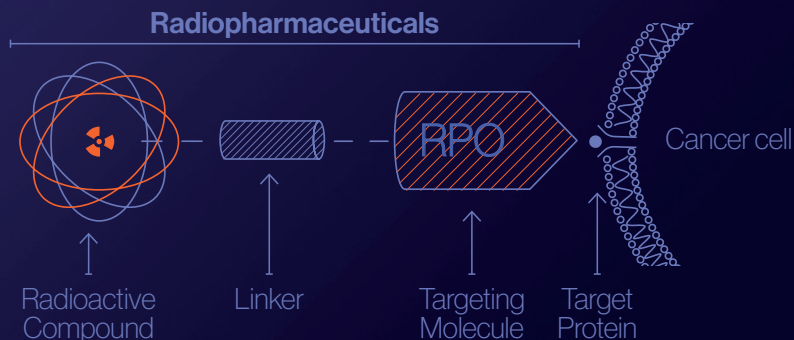 Radiopharmaceuticals
RPO
Cancer cell
Radioactive
Compound
Linker
Targeting
Molecule
Target
Protein